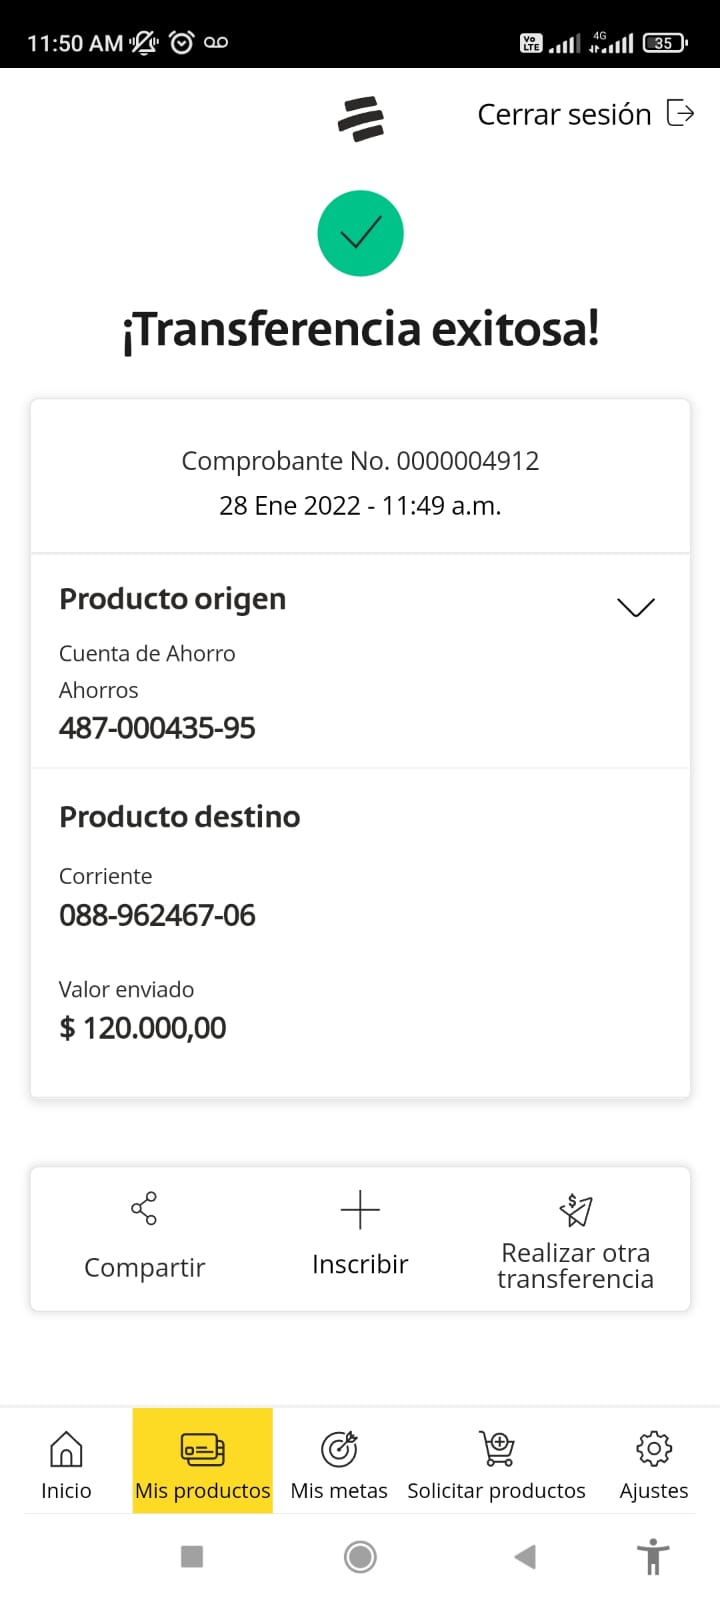 11:50 AM
Vo LTE 4G 35
Cerrar sesión
¡Transferencia exitosa!
Comprobante No. 0000004912
28 Ene 2022 - 11:49 a.m.
Producto origen
Cuenta de Ahorro
Ahorros
487-000435-95
Producto destino
Corriente
088-962467-06
Valor enviado
$ 120.000,00
Compartir
Inscribir
Realizar otra
transferencia
Inicio
Mis productos
Mis metas
Solicitar productos
Ajustes